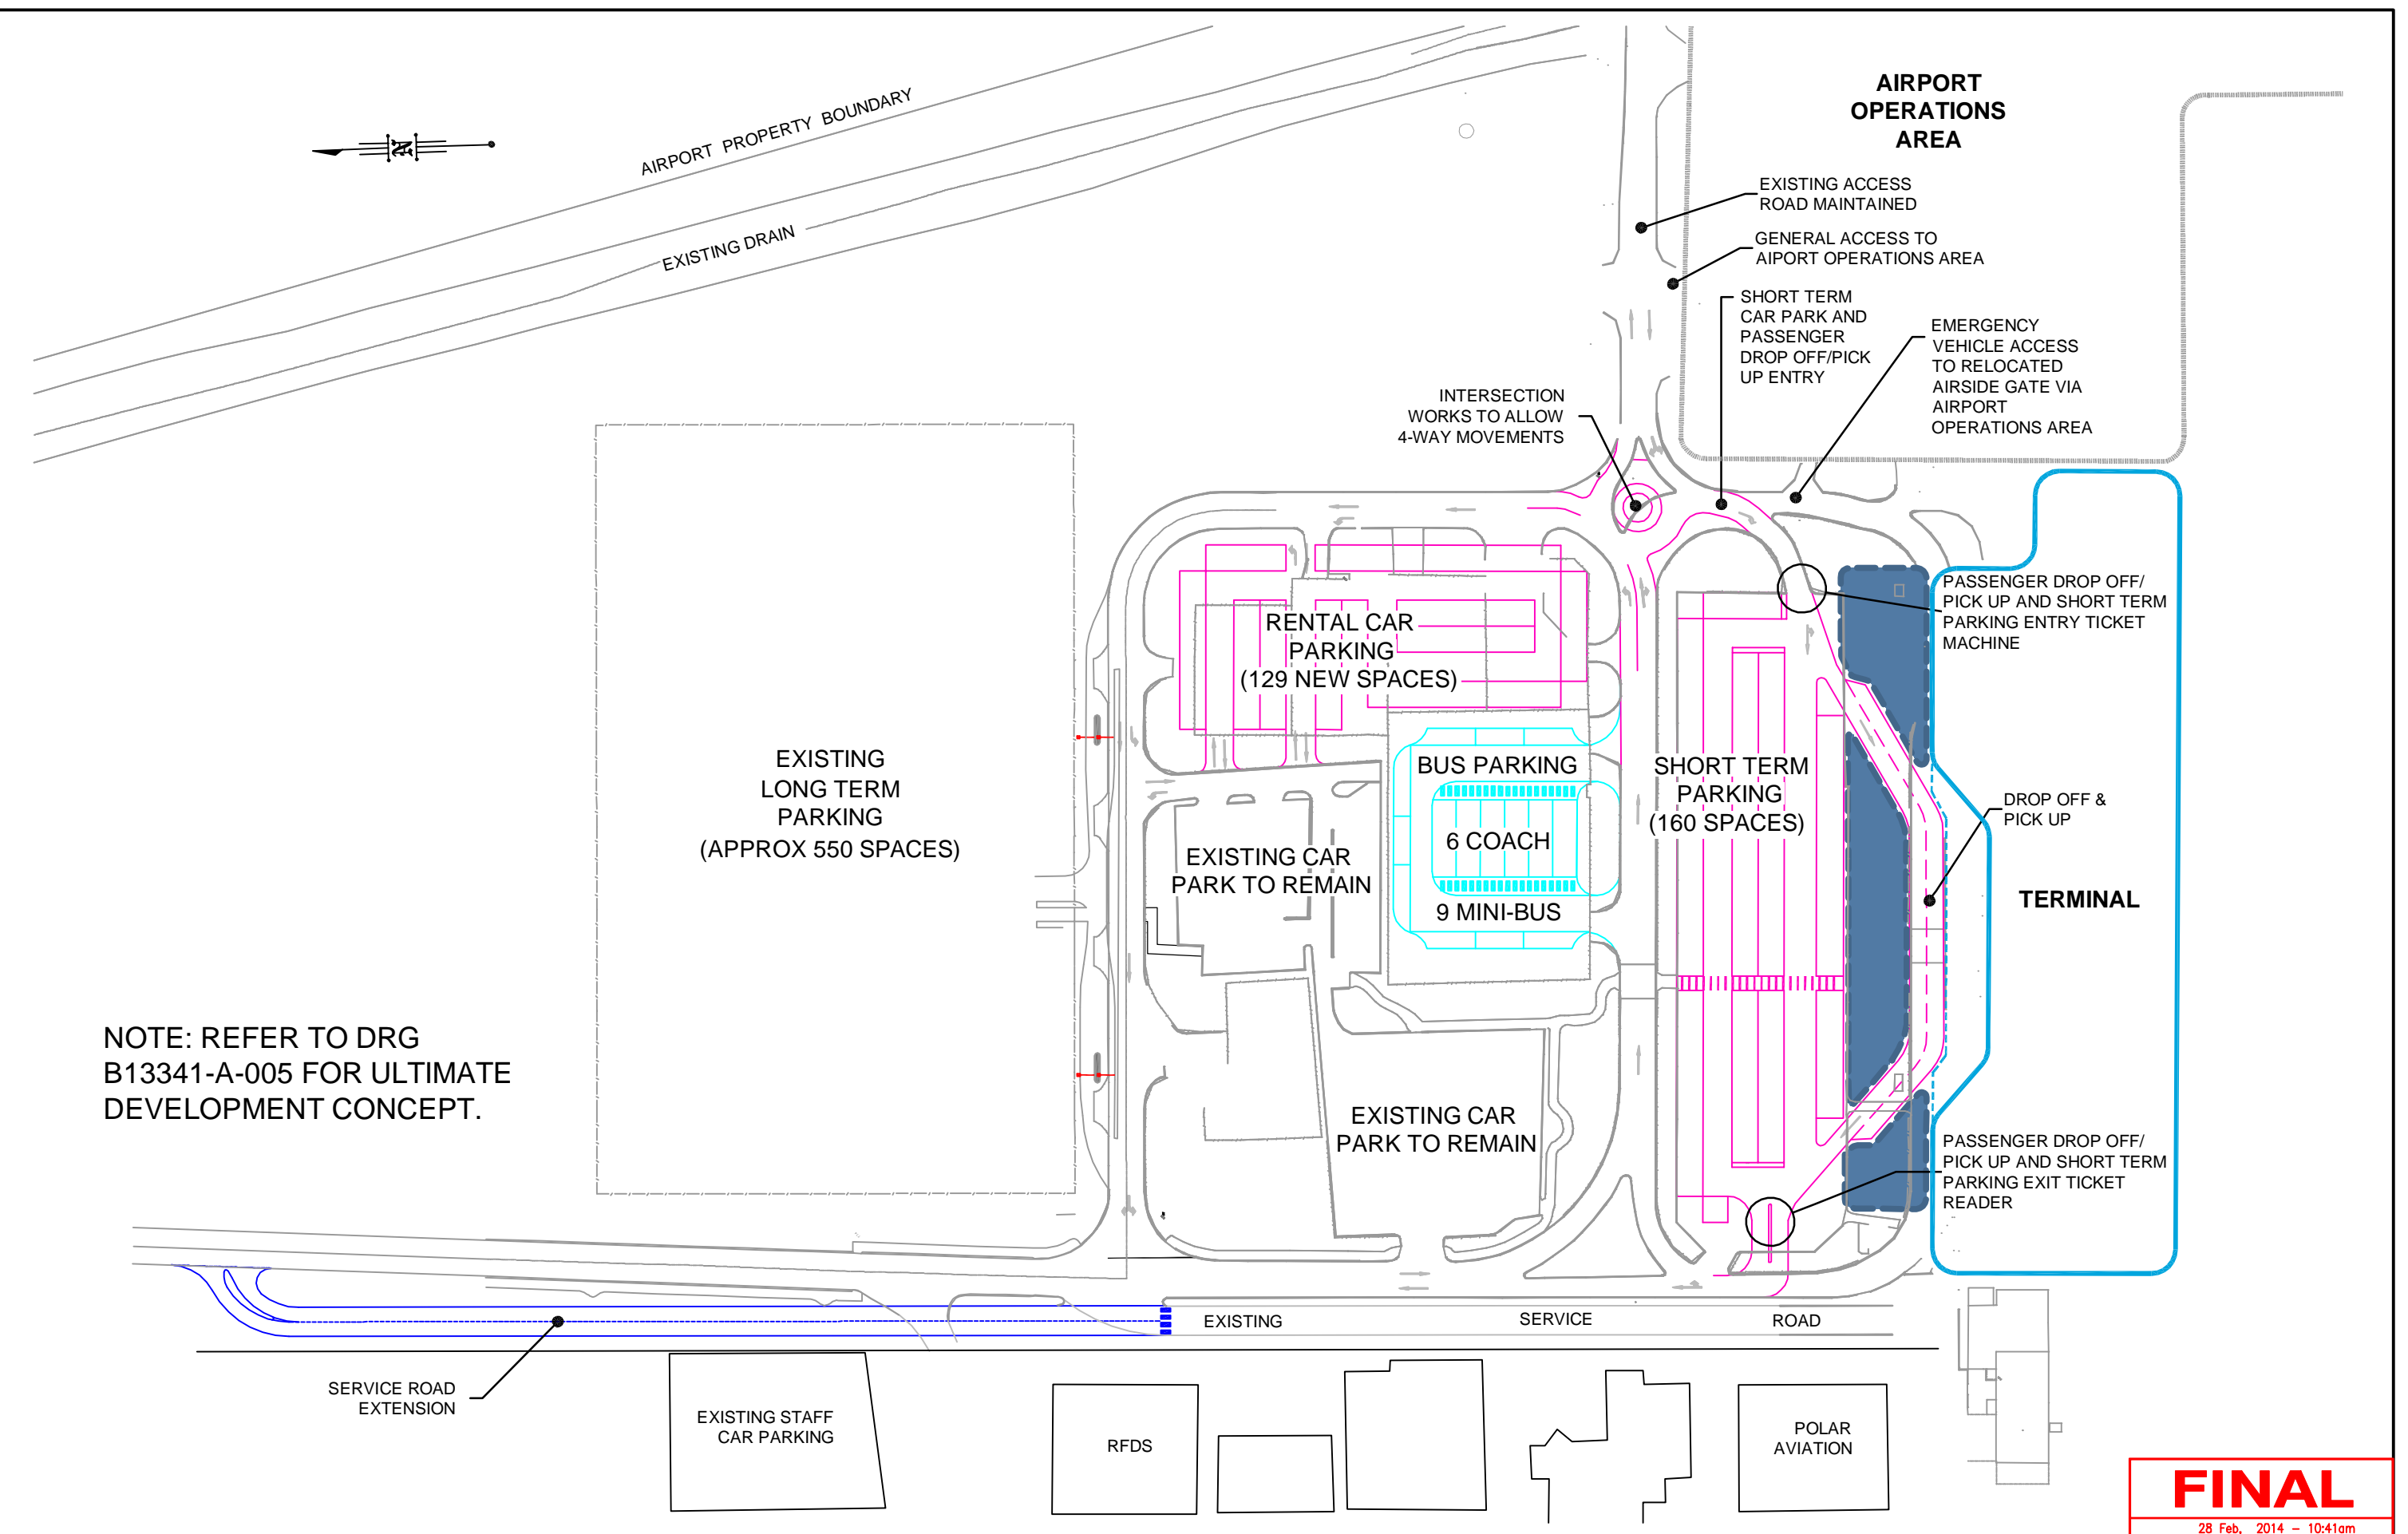 AIRPORT PROPERTY BOUNDARY
EXISTING DRAIN
N
AIRPORT
OPERATIONS
AREA
EXISTING ACCESS
ROAD MAINTAINED
GENERAL ACCESS TO
AIPORT OPERATIONS AREA
SHORT TERM
CAR PARK AND
PASSENGER
DROP OFF/PICK
UP ENTRY
EMERGENCY
VEHICLE ACCESS
TO RELOCATED
AIRSIDE GATE VIA
AIRPORT
OPERATIONS AREA
INTERSECTION
WORKS TO ALLOW
4-WAY MOVEMENTS
PASSENGER DROP OFF/
PICK UP AND SHORT TERM
PARKING ENTRY TICKET
MACHINE
RENTAL CAR
PARKING
(129 NEW SPACES)
EXISTING
LONG TERM
PARKING
(APPROX 550 SPACES)
BUS PARKING
6 COACH
9 MINI-BUS
SHORT TERM
PARKING
(160 SPACES)
DROP OFF &
PICK UP
TERMINAL
EXISTING CAR
PARK TO REMAIN
EXISTING CAR
PARK TO REMAIN
PASSENGER DROP OFF/
PICK UP AND SHORT TERM
PARKING EXIT TICKET
READER
NOTE: REFER TO DRG
B13341-A-005 FOR ULTIMATE
DEVELOPMENT CONCEPT.
EXISTING SERVICE ROAD
SERVICE ROAD
EXTENSION
EXISTING STAFF
CAR PARKING
RFDS
POLAR
AVIATION
FINAL
28 Feb, 2014 - 10:41am